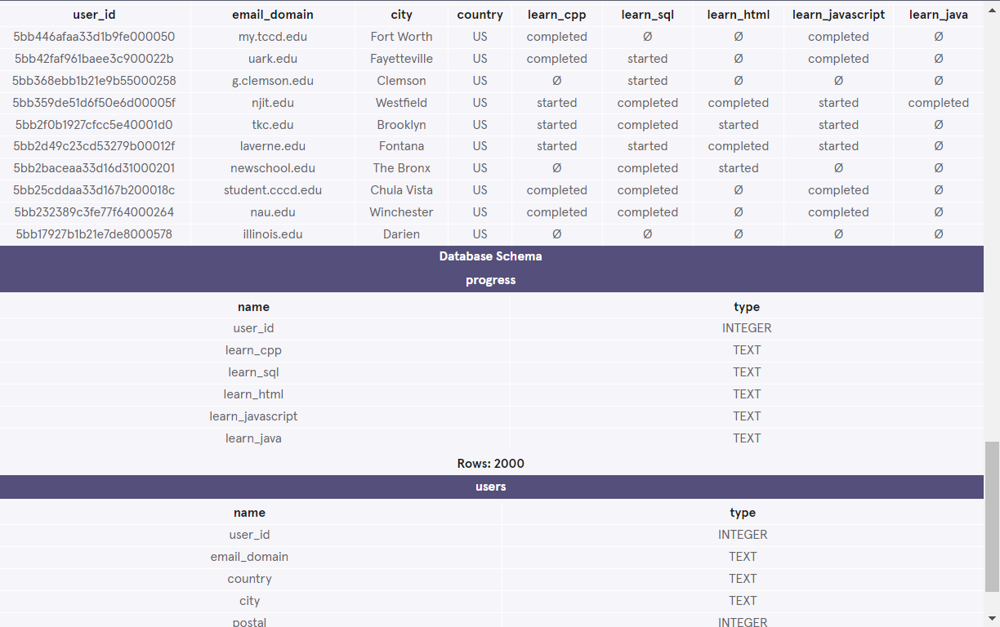 user_id email_domain city country learn_cpp learn_sql learn_html learn_javascript learn_java
5bb446afaa33d1b9fe000050 my.tccd.edu Fort Worth US completed Ø Ø completed Ø
5bb42faf961baee3c900022b uark.edu Fayetteville US completed started Ø completed Ø
5bb368ebb1b21e9b55000258 g.clemson.edu Clemson US Ø started Ø Ø Ø
5bb359de51d6f50e6d00005f njit.edu Westfield US started completed completed started completed
5bb2f0b1927cfcc5e40001d0 tkc.edu Brooklyn US started completed started started Ø
5bb2d49c23cd53279b00012f laverne.edu Fontana US started started completed started Ø
5bb2baceaa33d16d31000201 newschool.edu The Bronx US Ø completed started Ø Ø
5bb25cddaa33d167b200018c student.cccd.edu Chula Vista US completed completed Ø completed Ø
5bb232389c3fe77f64000264 nau.edu Winchester US completed completed Ø completed Ø
5bb17927b1b21e7de8000578 illinois.edu Darien US Ø Ø Ø Ø Ø
Database Schema
progress
name type
user_id INTEGER
learn_cpp TEXT
learn_sql TEXT
learn_html TEXT
learn_javascript TEXT
learn_java TEXT
Rows: 2000
users
name type
user_id INTEGER
email_domain TEXT
country TEXT
city TEXT
postal INTEGER